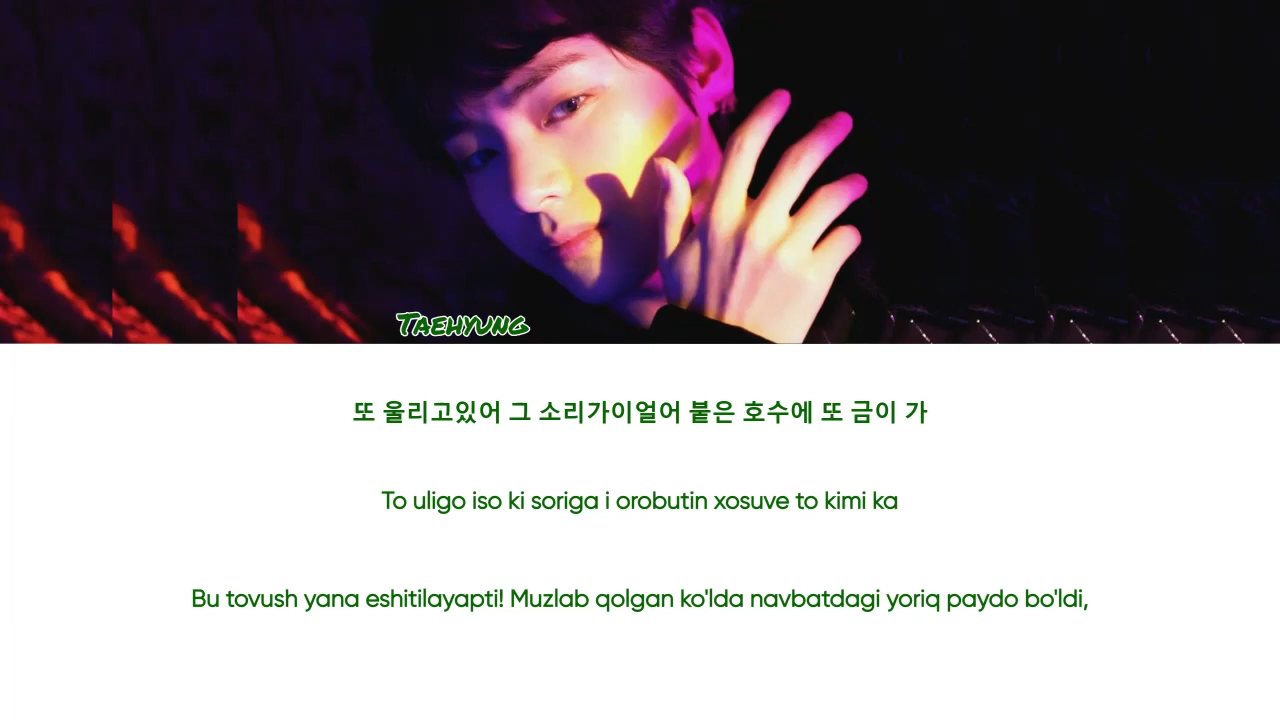 Taehyung
또 울리고있어 그 소리가이얼어 붙은 호수에 또 금이 가
To uligo iso ki soriga i orobutin xosuve to kimi ka
Bu tovush yana eshitilayapti! Muzlab qolgan ko'lda navbatdagi yoriq paydo bo'ldi,